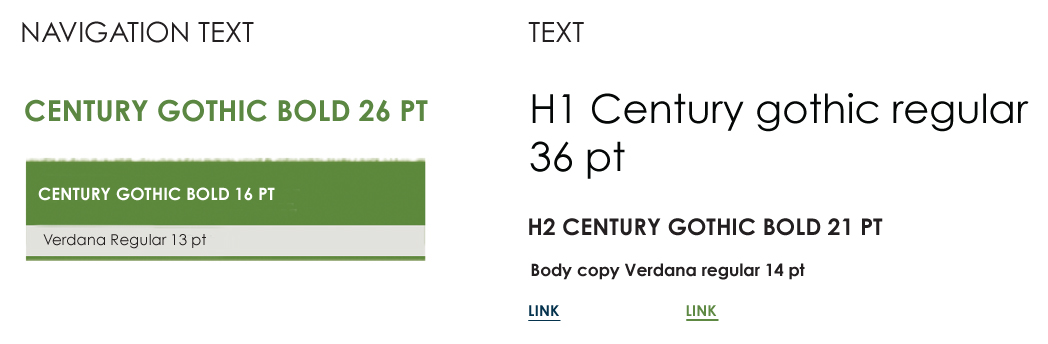 NAVIGATION TEXT
CENTURY GOTHIC BOLD 26 PT
CENTURY GOTHIC BOLD 16 PT
Verdana Regular 13 pt
TEXT
H1 Century gothic regular
36 pt
H2 CENTURY GOTHIC BOLD 21 PT
Body copy Verdana regular 14 pt
LINK LINK